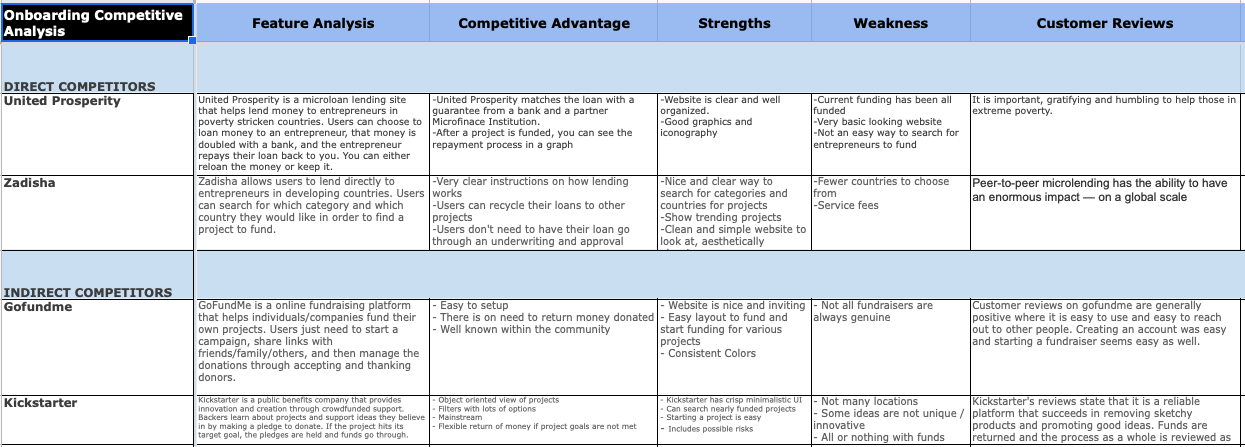 Onboarding Competitive
Analysis
Feature Analysis
Competitive Advantage
Strengths
Weakness
Customer Reviews
DIRECT COMPETITORS
United Prosperity
United Prosperity is a microloan lending site
that helps lend money to entrepreneurs in
poverty stricken countries. Users can choose to
loan money to an entrepreneur, that money is
doubled with a bank, and the entrepreneur
repays their loan back to you. You can either
reloan the money or keep it.
-United Prosperity matches the loan with a
guarantee from a bank and a partner
Microfinace Institution.
-After a project is funded, you can see the
repayment process in a graph
-Website is clear and well
organized.
-Good graphics and
iconography
-Current funding has been all
funded
-Very basic looking website
-Not an easy way to search for
entrepreneurs to fund
It is important, gratifying and humbling to help those in
extreme poverty.
Zadisha
Zadisha allows users to lend directly to
entrepreneurs in developing countries. Users
can search for which category and which
country they would like in order to find a
project to fund.
-Very clear instructions on how lending
works
-Users can recycle their loans to other
projects
-Users don't need to have their loan go
through an underwriting and approval
-Nice and clear way to
search for categories and
countries for projects
-Show trending projects
-Clean and simple website to
look at, aesthetically
-Fewer countries to choose
from
-Service fees
Peer-to-peer microlending has the ability to have
an enormous impact — on a global scale
INDIRECT COMPETITORS
Gofundme
GoFundMe is a online fundraising platform
that helps individuals/companies fund their
own projects. Users just need to start a
campaign, share links with
friends/family/others, and then manage the
donations through accepting and thanking
donors.
- Easy to setup
- There is on need to return money donated
- Well known within the community
- Website is nice and inviting
- Easy layout to fund and
start funding for various
projects
- Consistent Colors
- Not all fundraisers are
always genuine
Customer reviews on gofundme are generally
positive where it is easy to use and easy to reach
out to other people. Creating an account was easy
and starting a fundraiser seems easy as well.
Kickstarter
Kickstarter is a public benefits company that provides
innovation and creation through crowdfunded support.
Backers learn about projects and support ideas they believe
in by making a pledge to donate. If the project hits its
target goal, the pledges are held and funds go through.
- Object oriented view of projects
- Filters with lots of options
- Mainstream
- Flexible return of money if project goals are not met
- Kickstarter has crisp minimalistic UI
- Can search nearly funded projects
- Starting a project is easy
- Includes possible risks
- Not many locations
- Some ideas are not unique /
innovative
- All or nothing with funds
Kickstarter's reviews state that it is a reliable
platform that succeeds in removing sketchy
products and promoting good ideas. Funds are
returned and the process as a whole is reviewed as